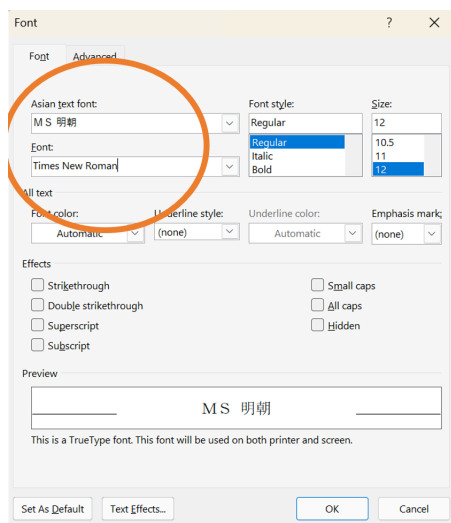 Font ? ×
Font Advanced
Asian text font: Font style: Size:
ＭＳ 明朝 Regular 12
Font: Regular 10.5
Times New Roman Italic 11
Bold 12
All text
Font color: Underline style: Underline color: Emphasis mark:
Automatic (none) Automatic (none)
Effects
Strikethrough Small caps
Double strikethrough All caps
Superscript Hidden
Subscript
Preview
ＭＳ 明朝
This is a TrueType font. This font will be used on both printer and screen.
Set As Default Text Effects... OK Cancel